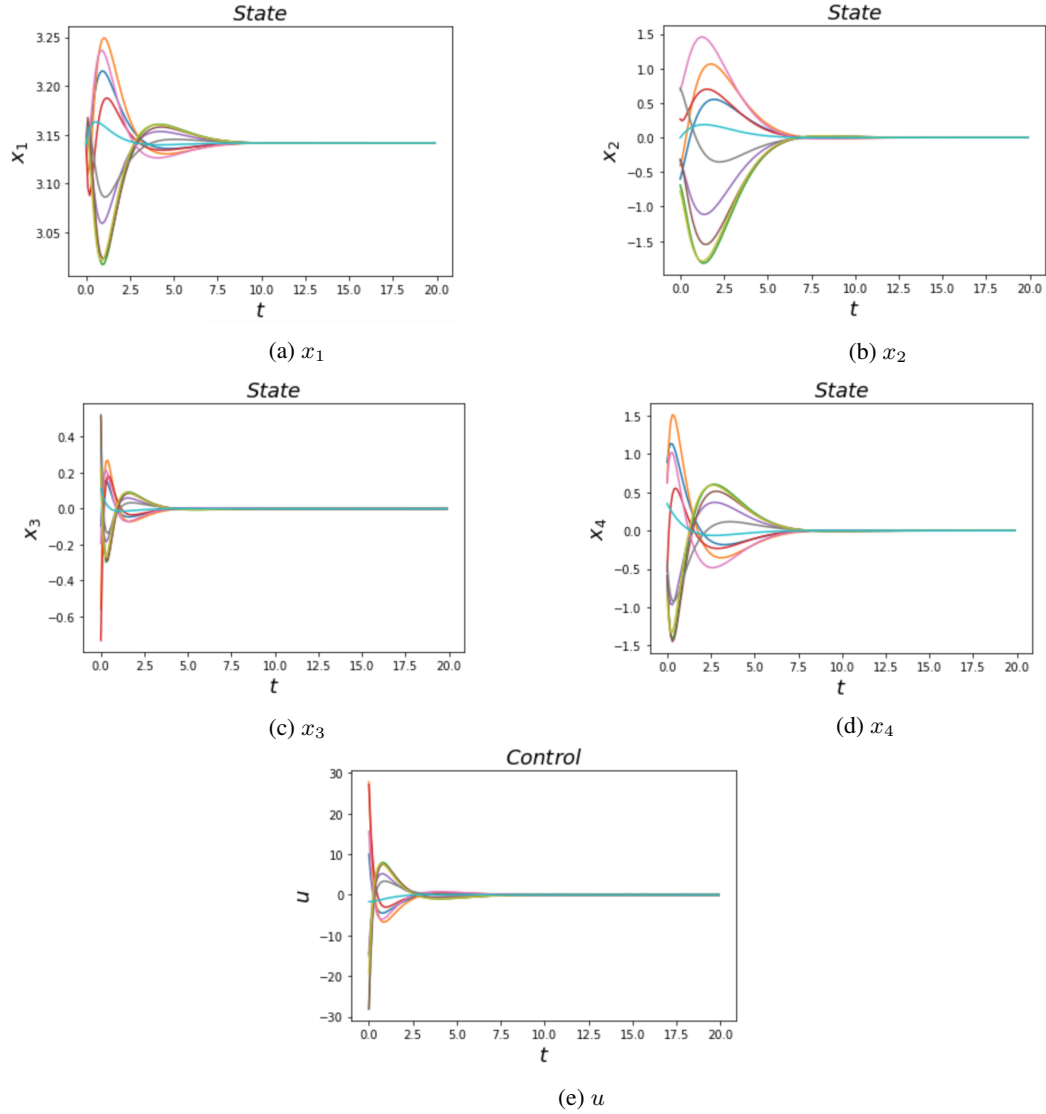 State
3.25
3.20
3.15
3.10
3.05
x₁
0.0 2.5 5.0 7.5 10.0 12.5 15.0 17.5 20.0
t
(a) x₁
State
1.5
1.0
0.5
0.0
−0.5
−1.0
−1.5
x₂
0.0 2.5 5.0 7.5 10.0 12.5 15.0 17.5 20.0
t
(b) x₂
State
0.4
0.2
0.0
−0.2
−0.4
−0.6
x₃
0.0 2.5 5.0 7.5 10.0 12.5 15.0 17.5 20.0
t
(c) x₃
State
1.5
1.0
0.5
0.0
−0.5
−1.0
−1.5
x₄
0.0 2.5 5.0 7.5 10.0 12.5 15.0 17.5 20.0
t
(d) x₄
Control
30
20
10
0
−10
−20
−30
u
0.0 2.5 5.0 7.5 10.0 12.5 15.0 17.5 20.0
t
(e) u